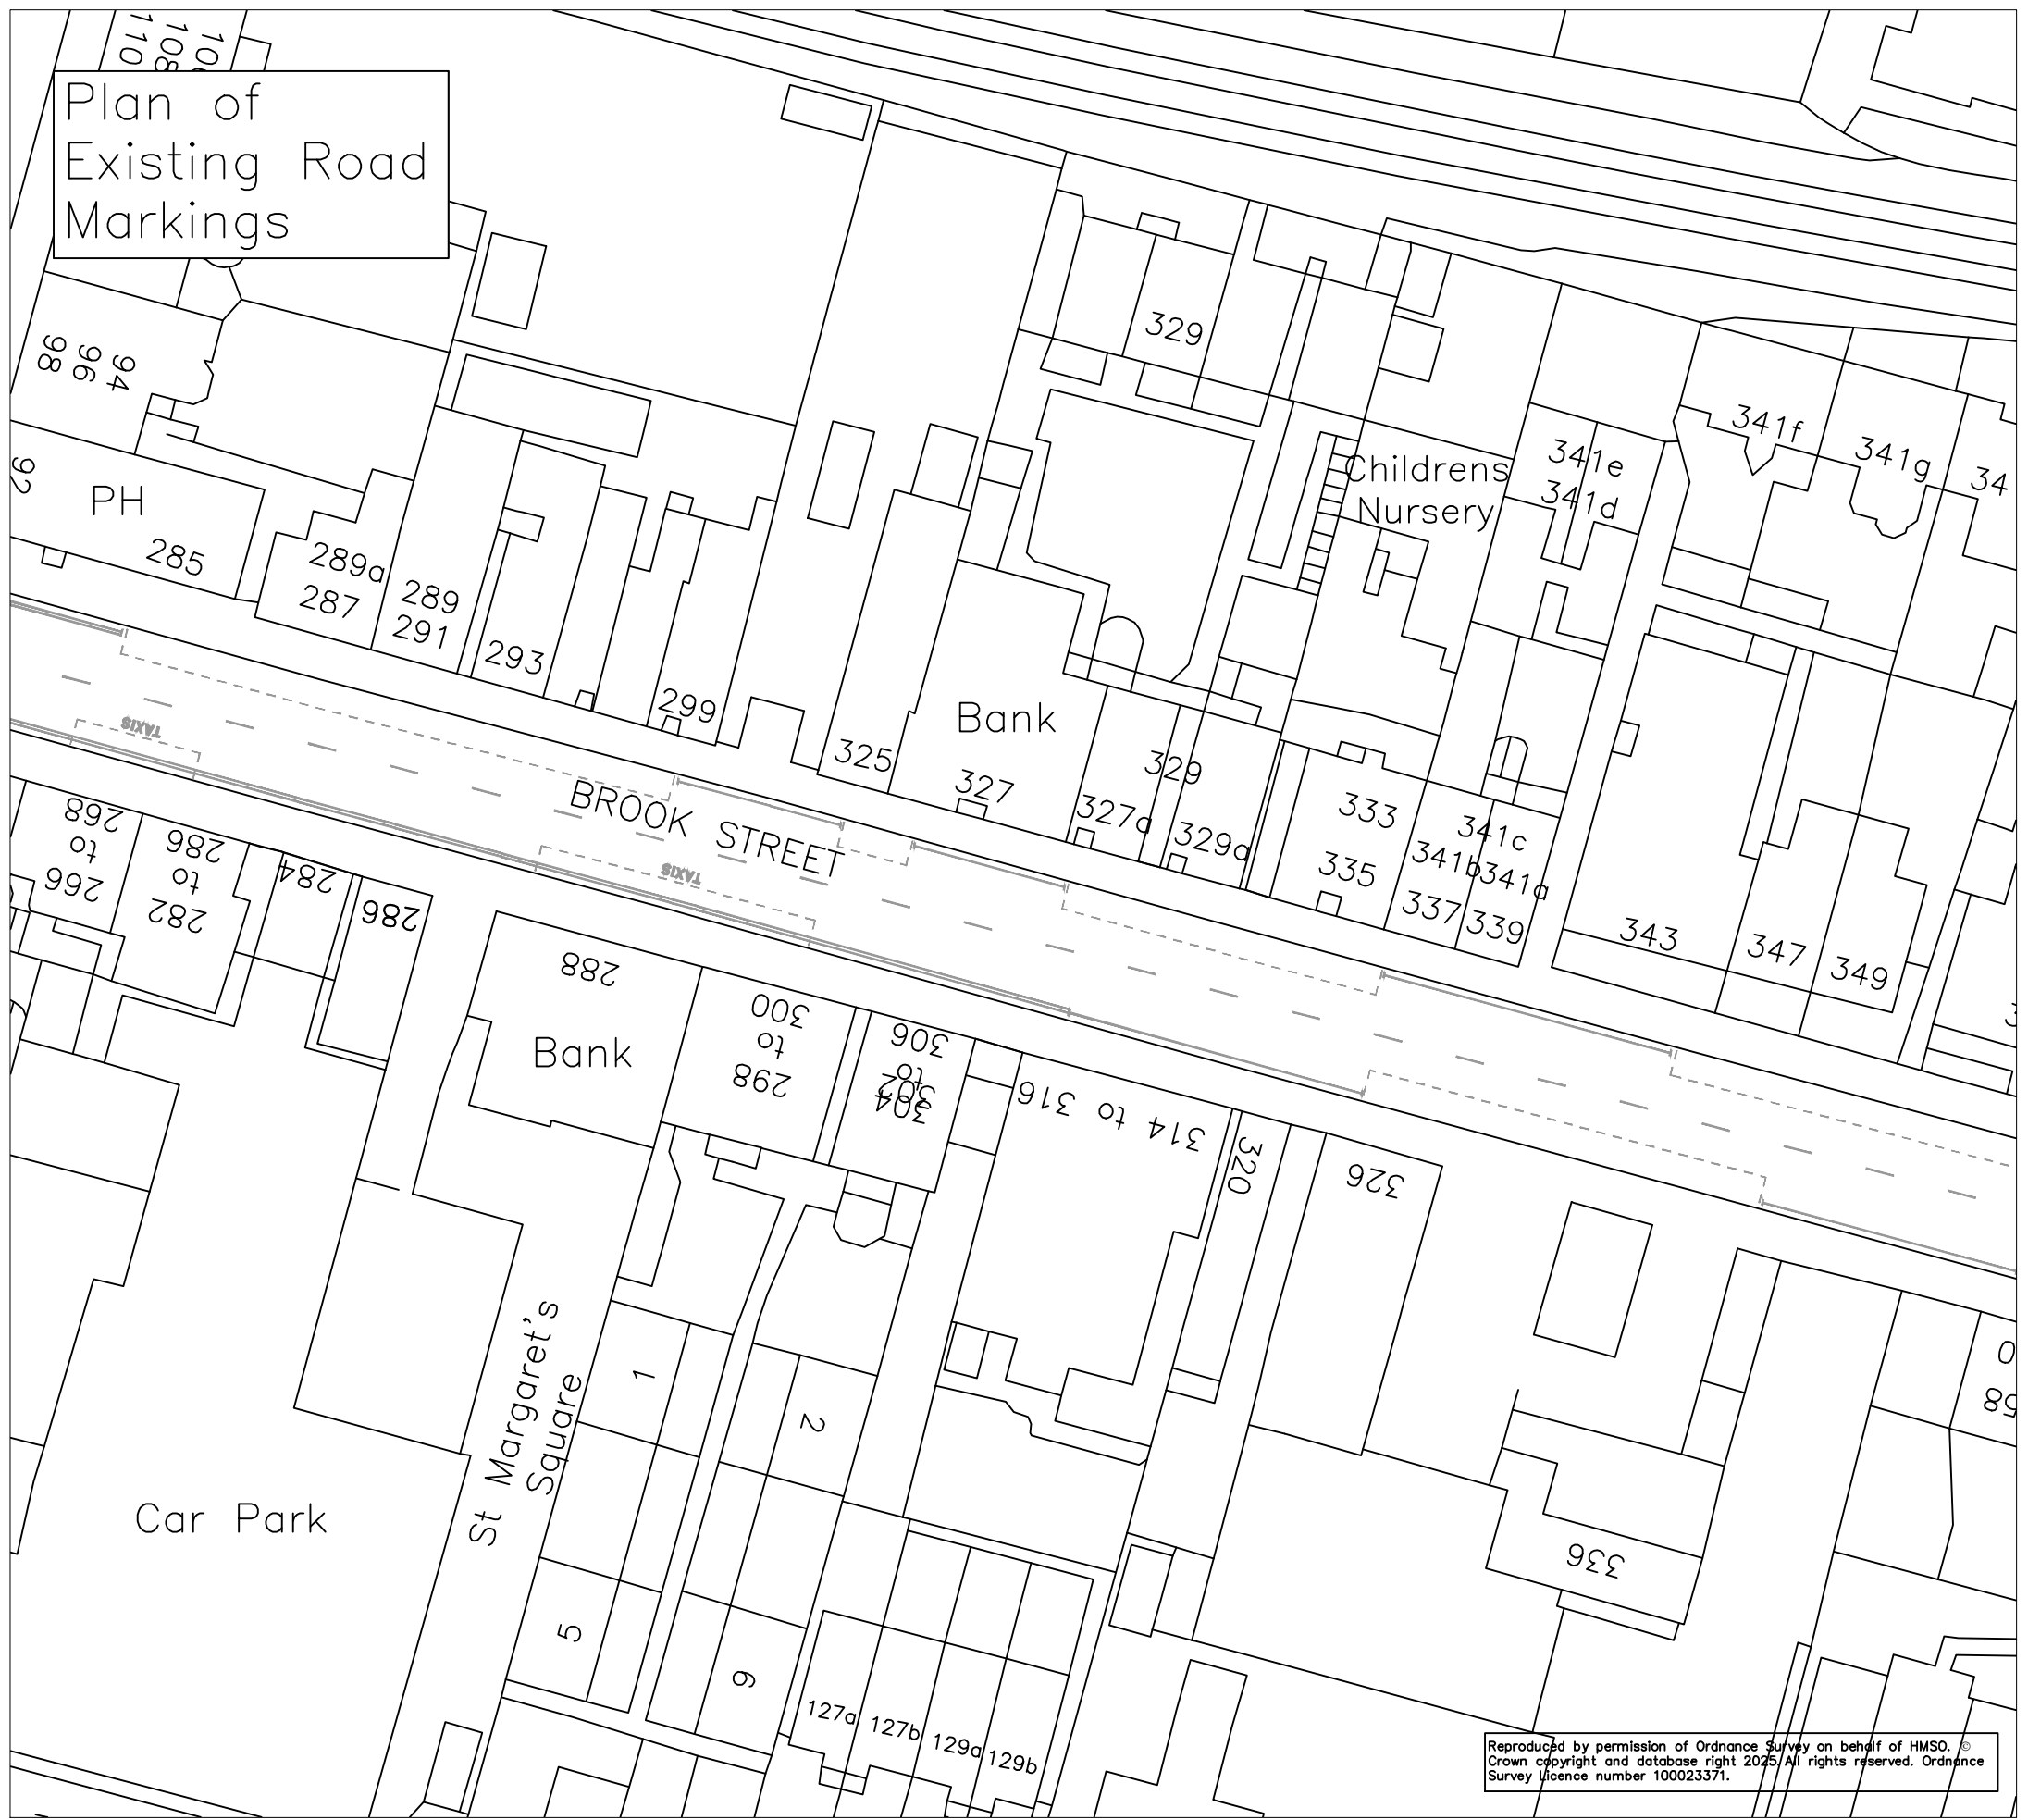 110
108
Plan of
Existing Road
Markings
98
96
94
92
PH
285
289a
287
289
291
293
299
325
Bank
327
329
327a
329
329a
Childrens
Nursery
333
335
341e
341d
341f
341g
34
341c
341b
341a
337
339
343
347
349
TAXIS
BROOK STREET
TAXIS
268
to
266
286
to
282
284
286
288
Bank
300
to
298
306
to
302
304
314 to 316
320
326
St Margaret's
Square
Car Park
1
2
5
6
127a
127b
129a
129b
336
Reproduced by permission of Ordnance Survey on behalf of HMSO. ©
Crown copyright and database right 2025. All rights reserved. Ordnance
Survey Licence number 100023371.